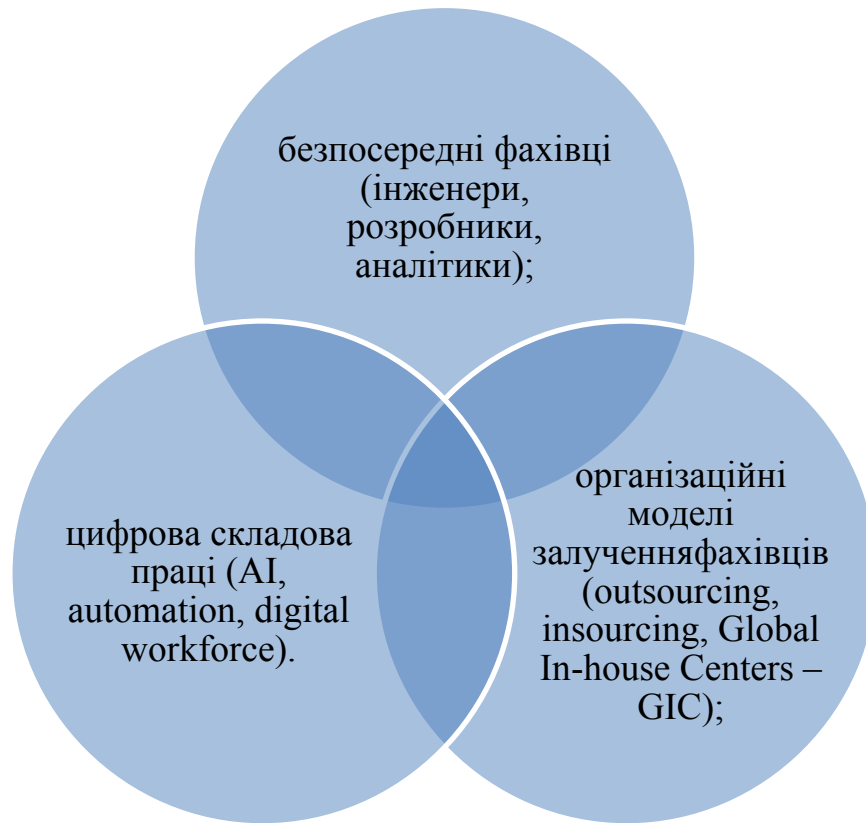 безпосередні фахівці
(інженери,
розробники,
аналітики);
цифрова складова
праці (AI,
automation, digital
workforce).
організаційні
моделі
залученняфахівців
(outsourcing,
insourcing, Global
In-house Centers –
GIC);